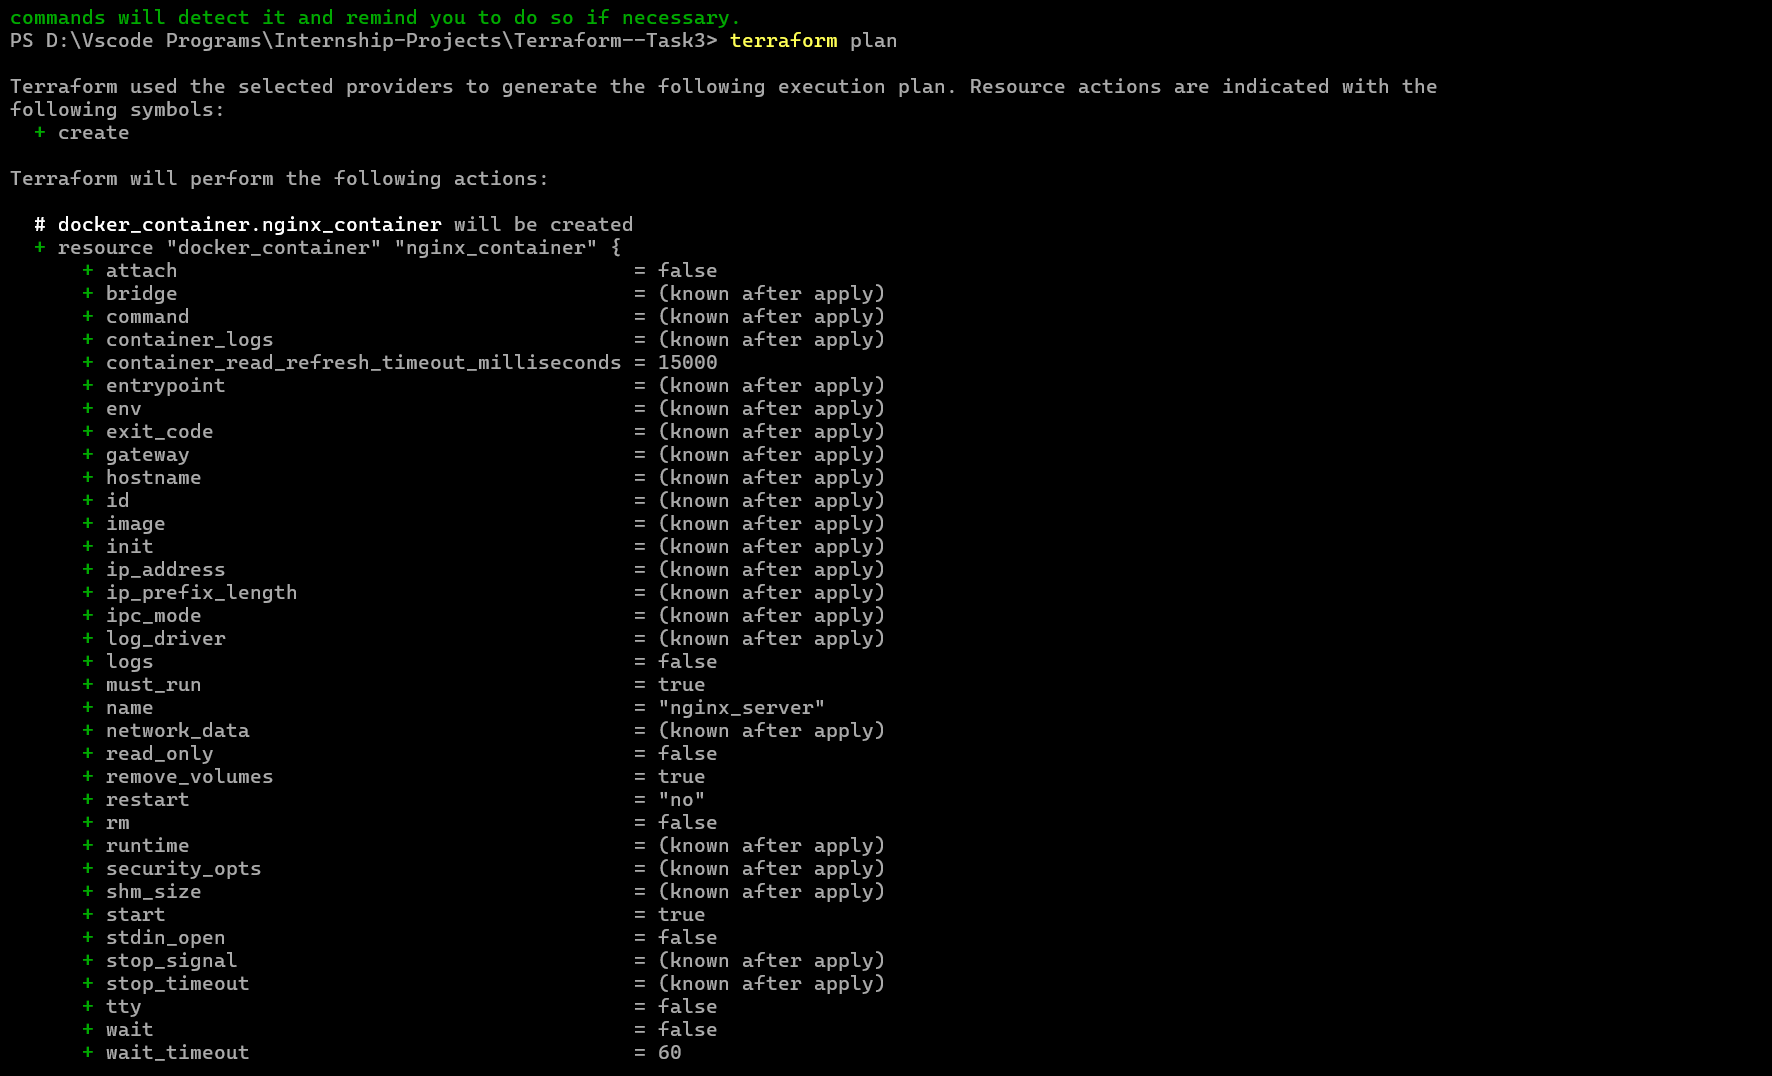 commands will detect it and remind you to do so if necessary.
PS D:\Vscode Programs\Internship-Projects\Terraform--Task3> terraform plan
Terraform used the selected providers to generate the following execution plan. Resource actions are indicated with the
following symbols:
  + create
Terraform will perform the following actions:
  # docker_container.nginx_container will be created
  + resource "docker_container" "nginx_container" {
      + attach                                      = false
      + bridge                                      = (known after apply)
      + command                                     = (known after apply)
      + container_logs                              = (known after apply)
      + container_read_refresh_timeout_milliseconds = 15000
      + entrypoint                                  = (known after apply)
      + env                                         = (known after apply)
      + exit_code                                   = (known after apply)
      + gateway                                     = (known after apply)
      + hostname                                    = (known after apply)
      + id                                          = (known after apply)
      + image                                       = (known after apply)
      + init                                        = (known after apply)
      + ip_address                                  = (known after apply)
      + ip_prefix_length                            = (known after apply)
      + ipc_mode                                    = (known after apply)
      + log_driver                                  = (known after apply)
      + logs                                        = false
      + must_run                                    = true
      + name                                        = "nginx_server"
      + network_data                                = (known after apply)
      + read_only                                   = false
      + remove_volumes                              = true
      + restart                                     = "no"
      + rm                                          = false
      + runtime                                     = (known after apply)
      + security_opts                               = (known after apply)
      + shm_size                                    = (known after apply)
      + start                                       = true
      + stdin_open                                  = false
      + stop_signal                                 = (known after apply)
      + stop_timeout                                = (known after apply)
      + tty                                         = false
      + wait                                        = false
      + wait_timeout                                = 60